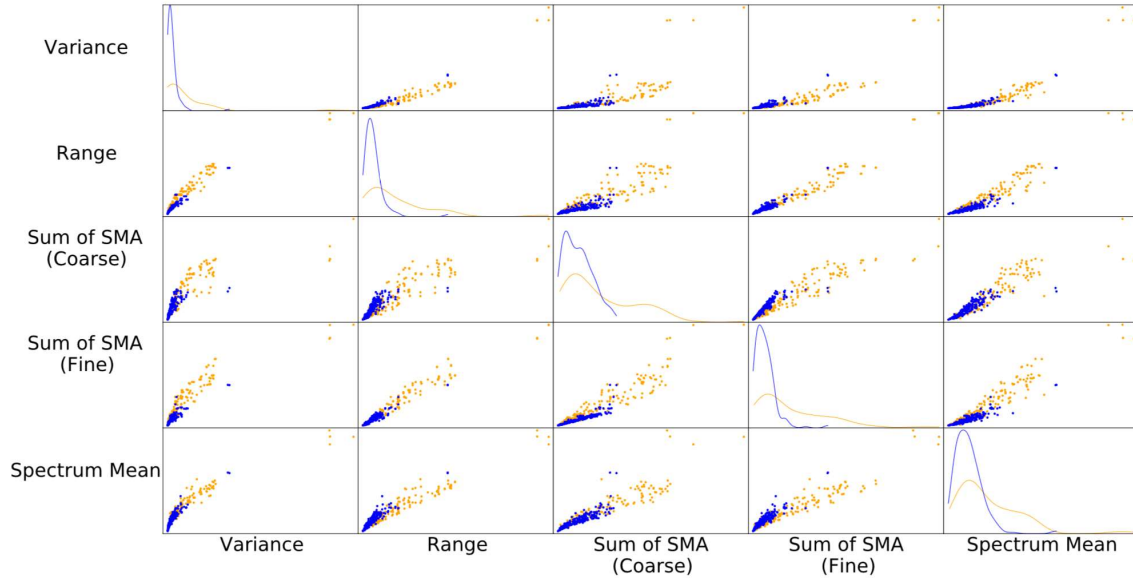 Variance
Range
Sum of SMA
(Coarse)
Sum of SMA
(Fine)
Spectrum Mean
Variance
Range
Sum of SMA
(Coarse)
Sum of SMA
(Fine)
Spectrum Mean